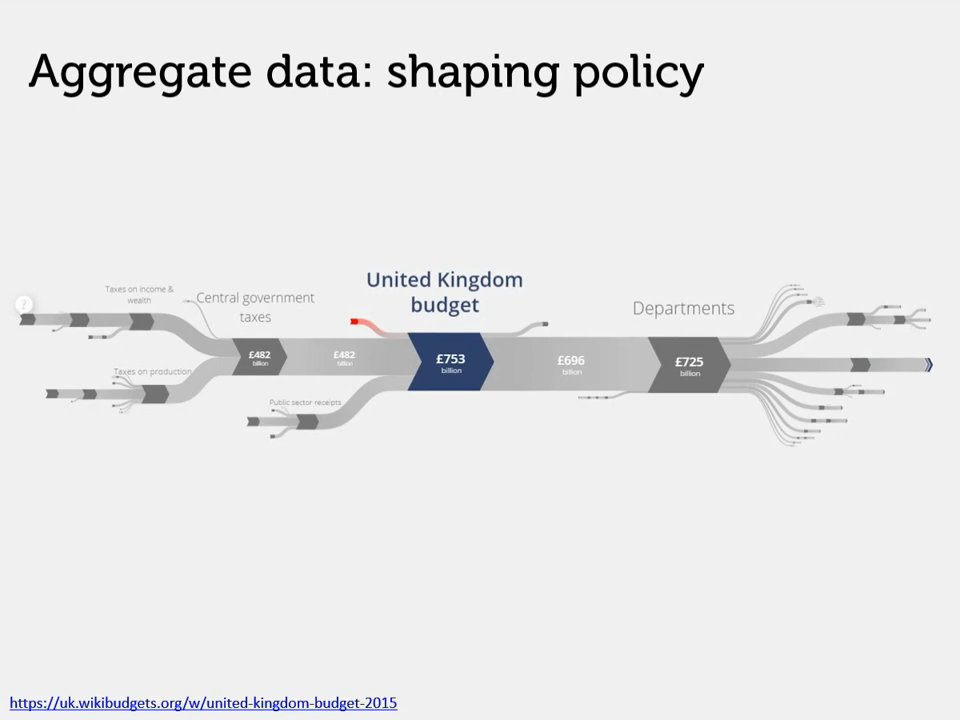 Aggregate data: shaping policy
United Kingdom
budget
Taxes on income &
wealth
Central government
taxes
Departments
?
£482
billion
£482
billion
£753
billion
£696
billion
£725
billion
Taxes on production
Public sector receipts
https://uk.wikibudgets.org/w/united-kingdom-budget-2015